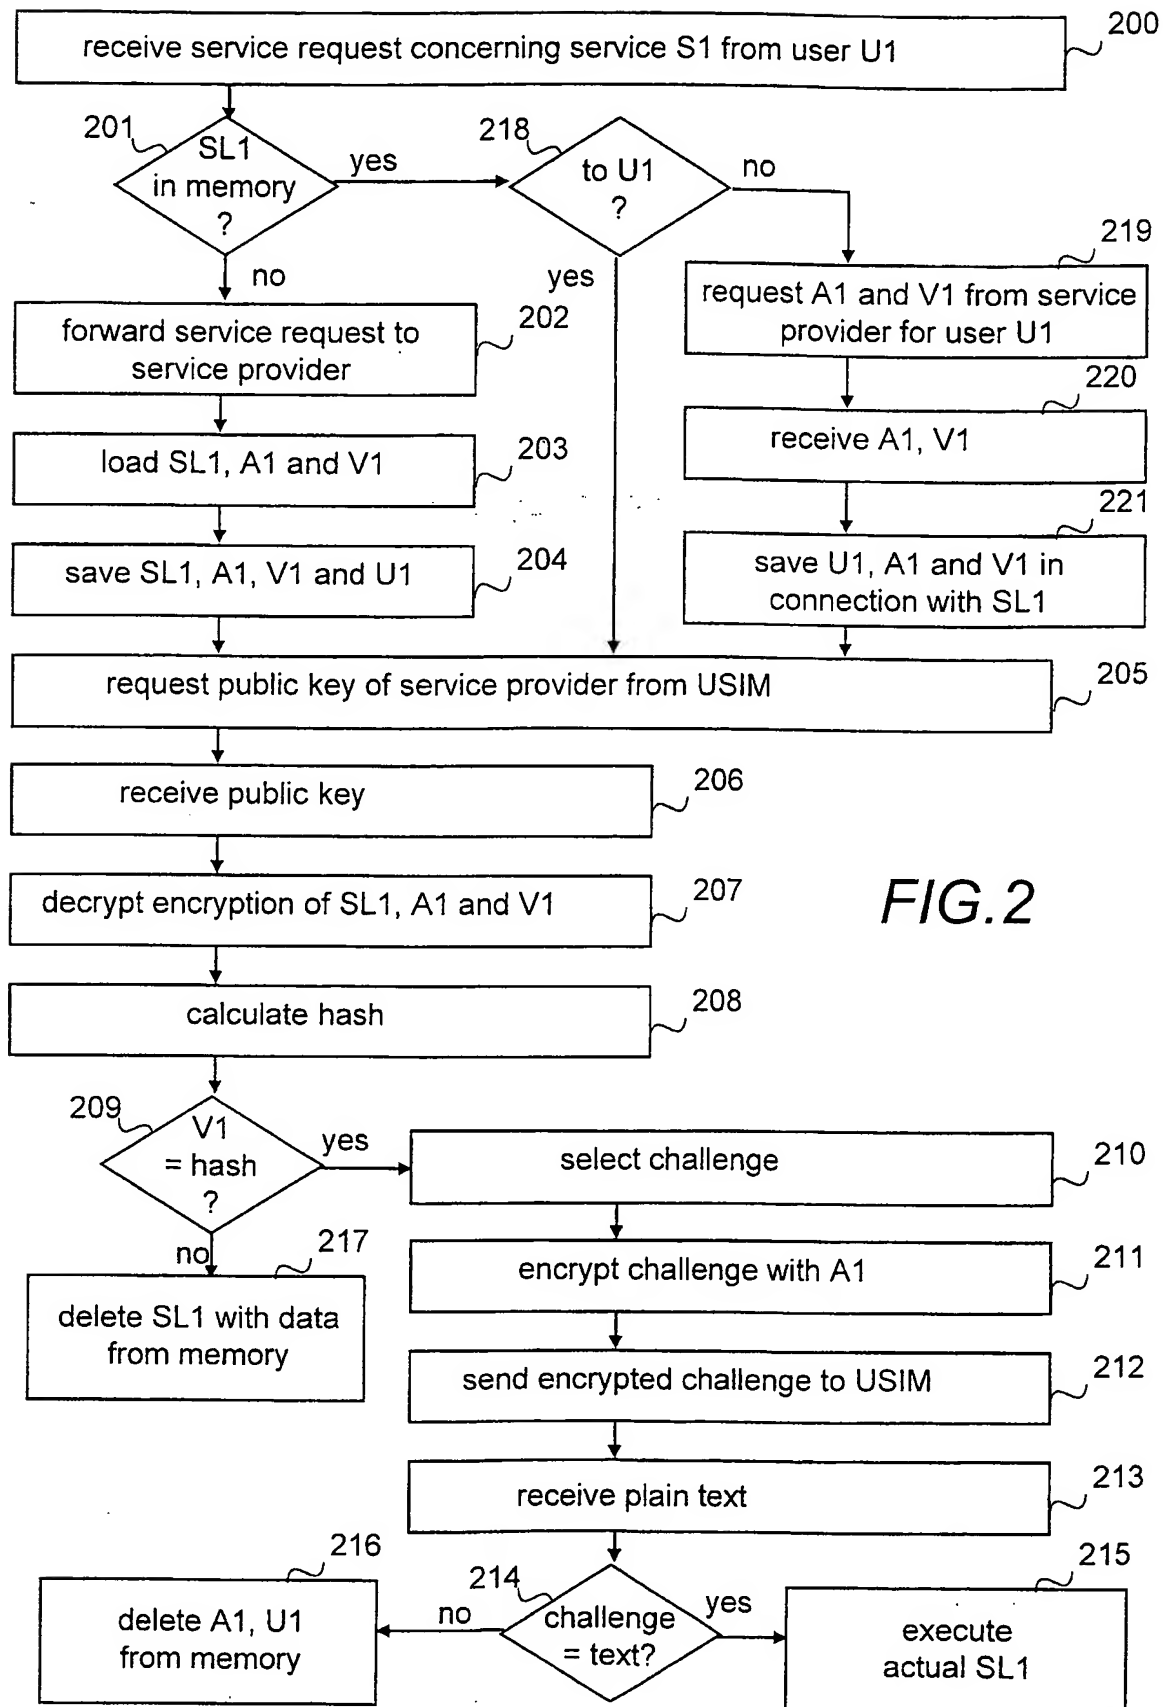 200
receive service request concerning service S1 from user U1
201
SL1
in memory
?
yes
218
to U1
?
no
no
yes
219
request A1 and V1 from service
provider for user U1
202
forward service request to
service provider
220
receive A1, V1
203
load SL1, A1 and V1
221
save U1, A1 and V1 in
connection with SL1
204
save SL1, A1, V1 and U1
205
request public key of service provider from USIM
206
receive public key
207
decrypt encryption of SL1, A1 and V1
FIG.2
208
calculate hash
209
V1
= hash
?
yes
210
select challenge
no
217
delete SL1 with data
from memory
211
encrypt challenge with A1
212
send encrypted challenge to USIM
213
receive plain text
214
challenge
= text?
no
yes
216
delete A1, U1
from memory
215
execute
actual SL1